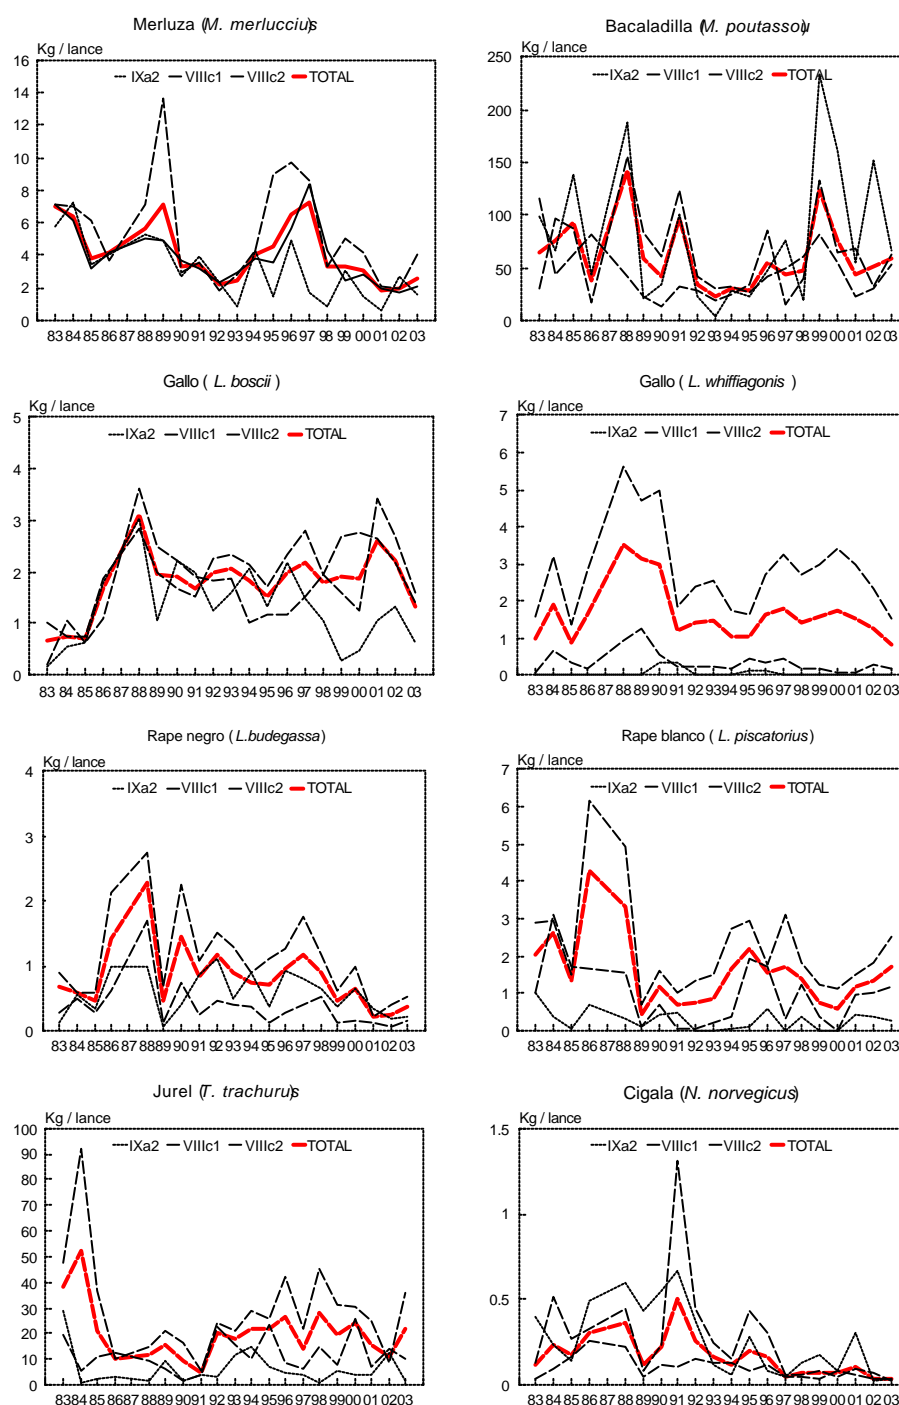 Merluza (M. merluccius)
Kg / lance
16
14
12
10
8
6
4
2
0
IXa2 VIIIc1 VIIIc2 TOTAL
83 84 85 86 87 88 89 90 91 92 93 94 95 96 97 98 99 00 01 02 03
Bacaladilla (M. poutassou)
Kg / lance
250
200
150
100
50
0
IXa2 VIIIc1 VIIIc2 TOTAL
83 84 85 86 87 88 89 90 91 92 93 94 95 96 97 98 99 00 01 02 03
Gallo ( L. boscii )
Kg / lance
5
4
3
2
1
0
IXa2 VIIIc1 VIIIc2 TOTAL
83 84 85 86 87 88 89 90 91 92 93 94 95 96 97 98 99 00 01 02 03
Gallo ( L. whiffiagonis )
Kg / lance
7
6
5
4
3
2
1
0
IXa2 VIIIc1 VIIIc2 TOTAL
83 84 85 86 87 88 89 90 91 92 93 94 95 96 97 98 99 00 01 02 03
Rape negro ( L.budegassa)
Kg / lance
4
3
2
1
0
IXa2 VIIIc1 VIIIc2 TOTAL
83 84 85 86 87 88 89 90 91 92 93 94 95 96 97 98 99 00 01 02 03
Rape blanco ( L. piscatorius)
Kg / lance
7
6
5
4
3
2
1
0
IXa2 VIIIc1 VIIIc2 TOTAL
83 84 85 86 87 88 89 90 91 92 93 94 95 96 97 98 99 00 01 02 03
Jurel (T. trachurus)
Kg / lance
100
90
80
70
60
50
40
30
20
10
0
IXa2 VIIIc1 VIIIc2 TOTAL
83 84 85 86 87 88 89 90 91 92 93 94 95 96 97 98 99 00 01 02 03
Cigala (N. norvegicus)
Kg / lance
1.5
1
0.5
0
IXa2 VIIIc1 VIIIc2 TOTAL
83 84 85 86 87 88 89 90 91 92 93 94 95 96 97 98 99 00 01 02 03